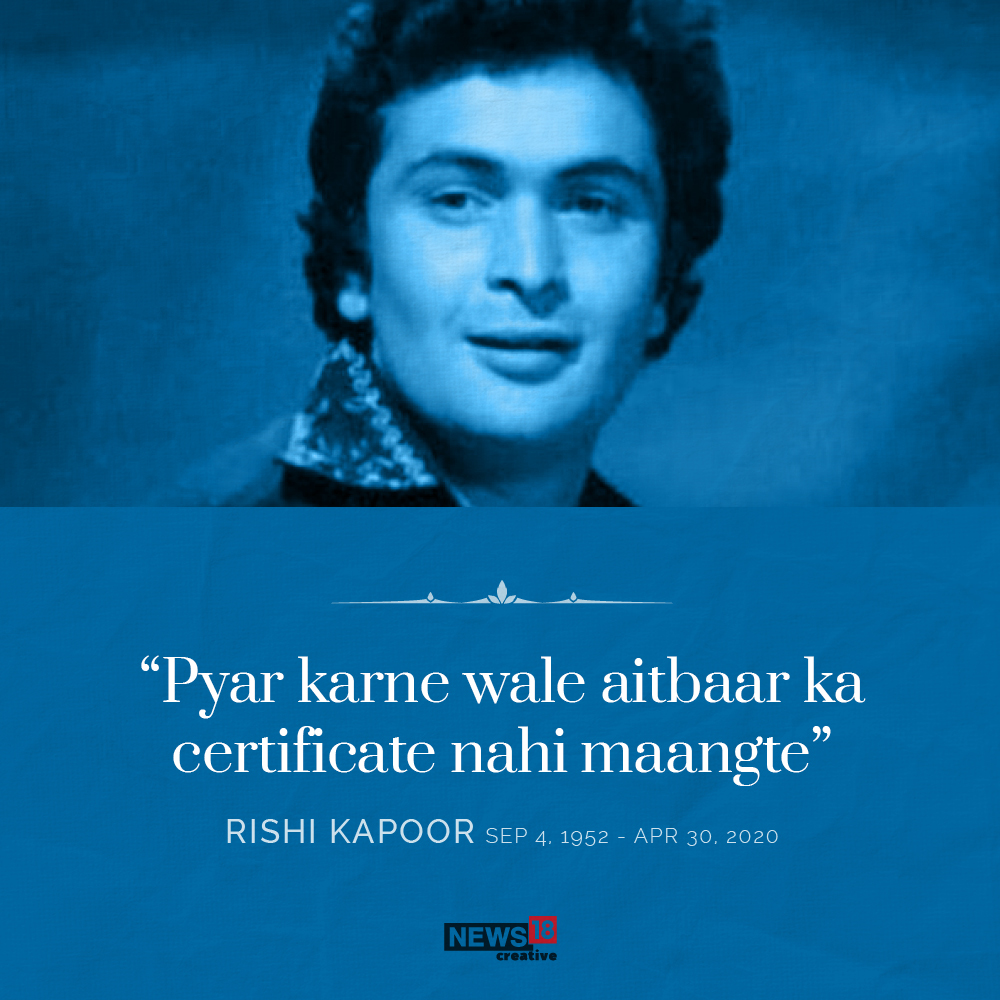 “Pyar karne wale aitbaar ka
certificate nahi maangte”
RISHI KAPOOR SEP 4, 1952 - APR 30, 2020
NEWS18
creative